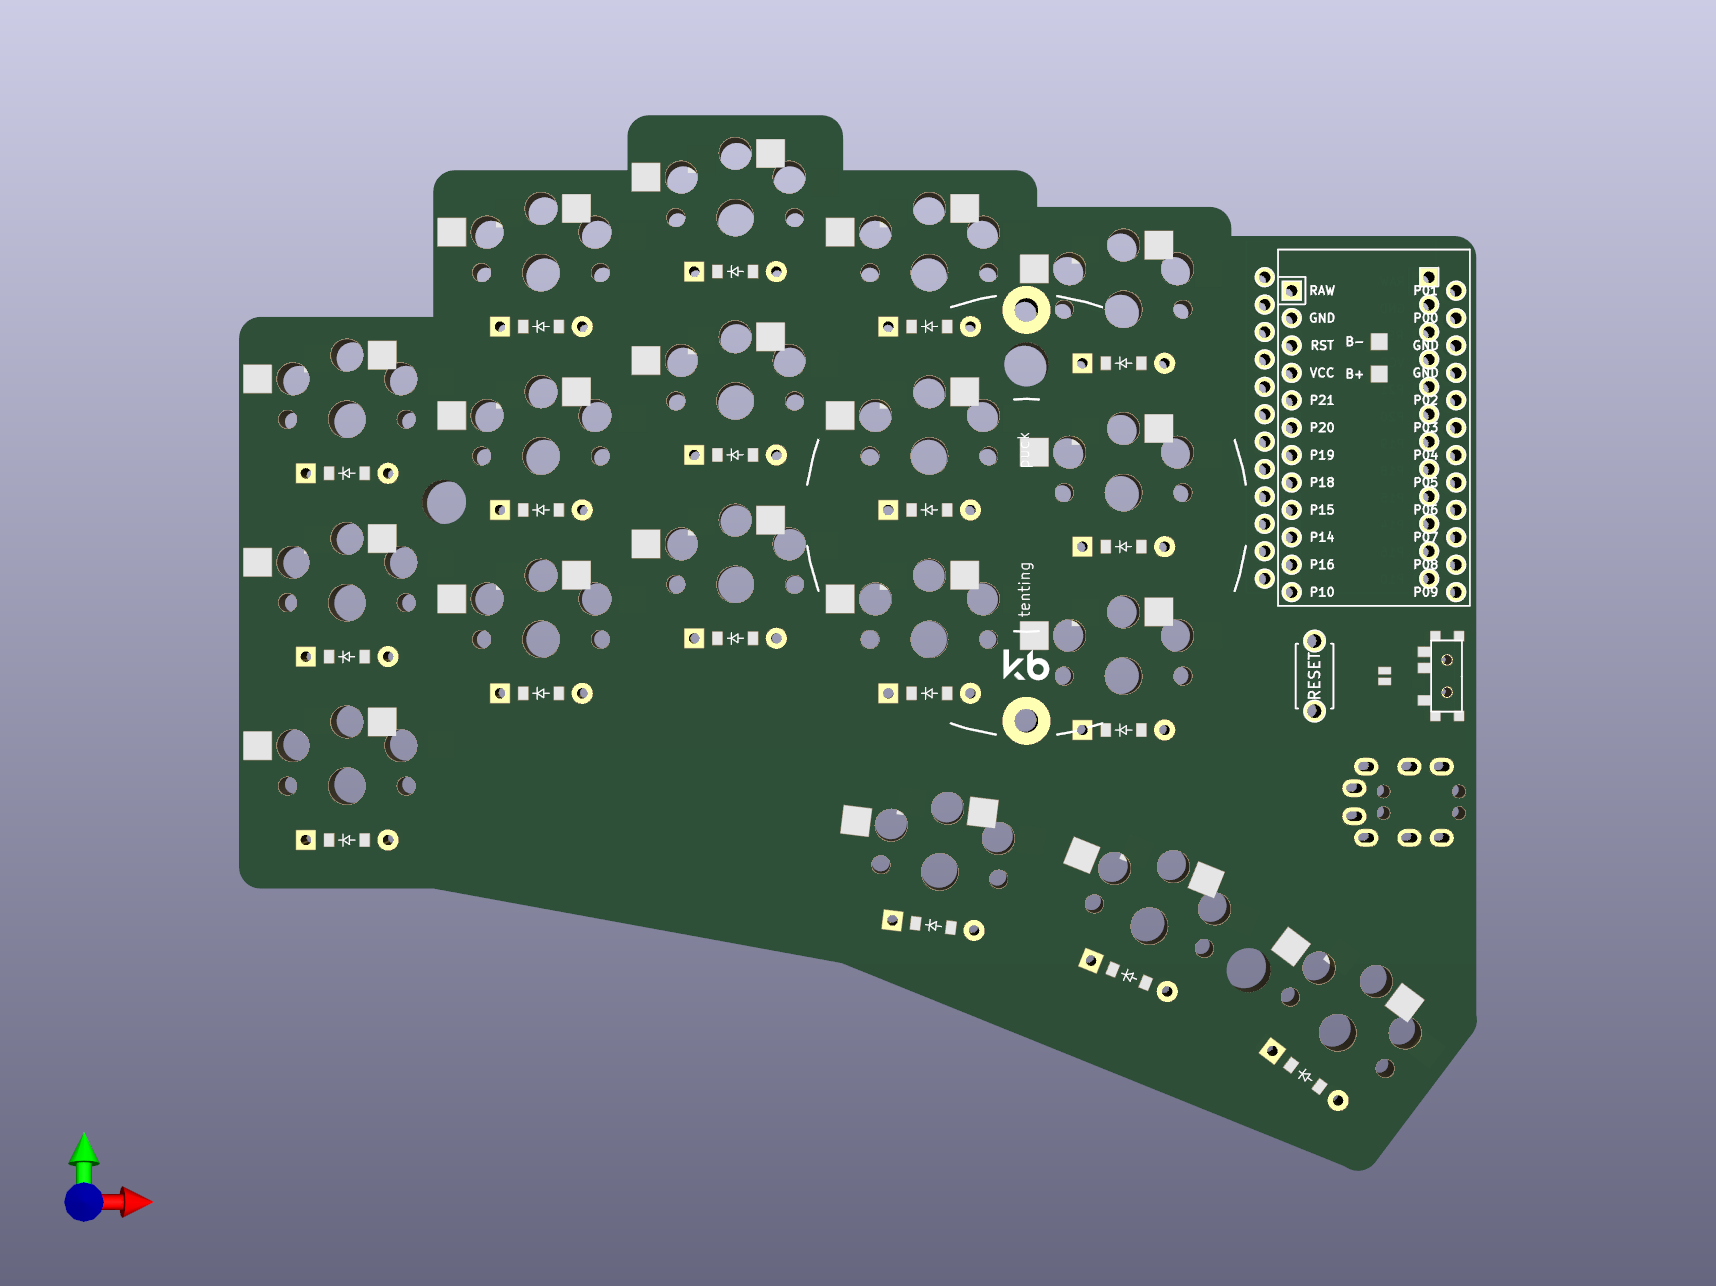 RAW P01
GND P00
RST B- GND
VCC B+ GND
P21 P02
P20 P03
P19 P04
P18 P05
P15 P06
P14 P07
P16 P08
P10 P09
puck
tenting
kb
RESET